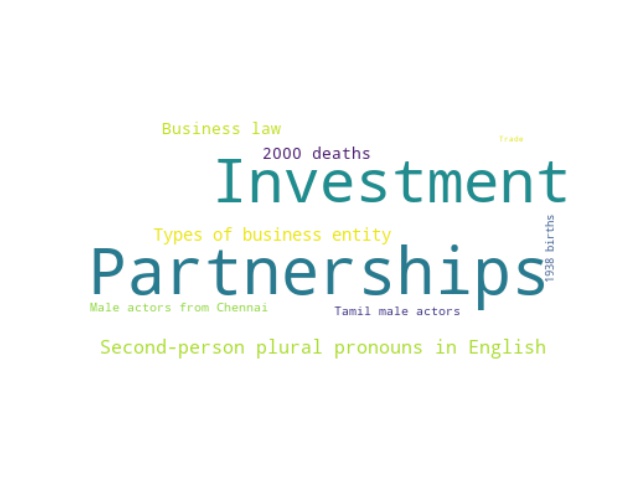 Business law
Trade
2000 deaths
Investment
Types of business entity
1938 births
Partnerships
Male actors from Chennai
Tamil male actors
Second-person plural pronouns in English